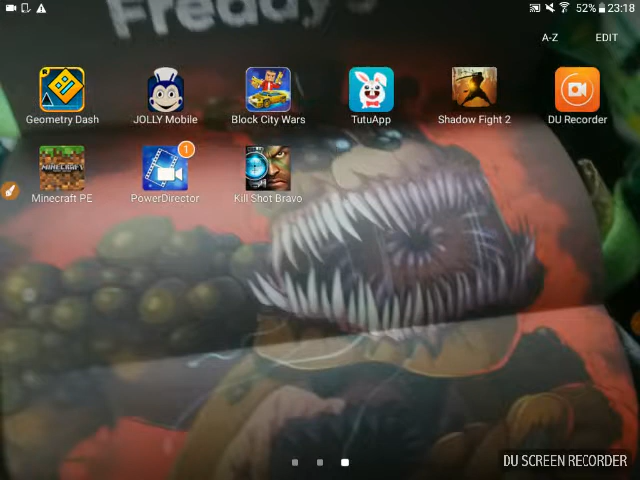 Freddy's
52% 23:18
A-Z EDIT
Geometry Dash JOLLY Mobile Block City Wars TutuApp Shadow Fight 2 DU Recorder
MINECRAFT
1
Minecraft PE PowerDirector Kill Shot Bravo
DU SCREEN RECORDER